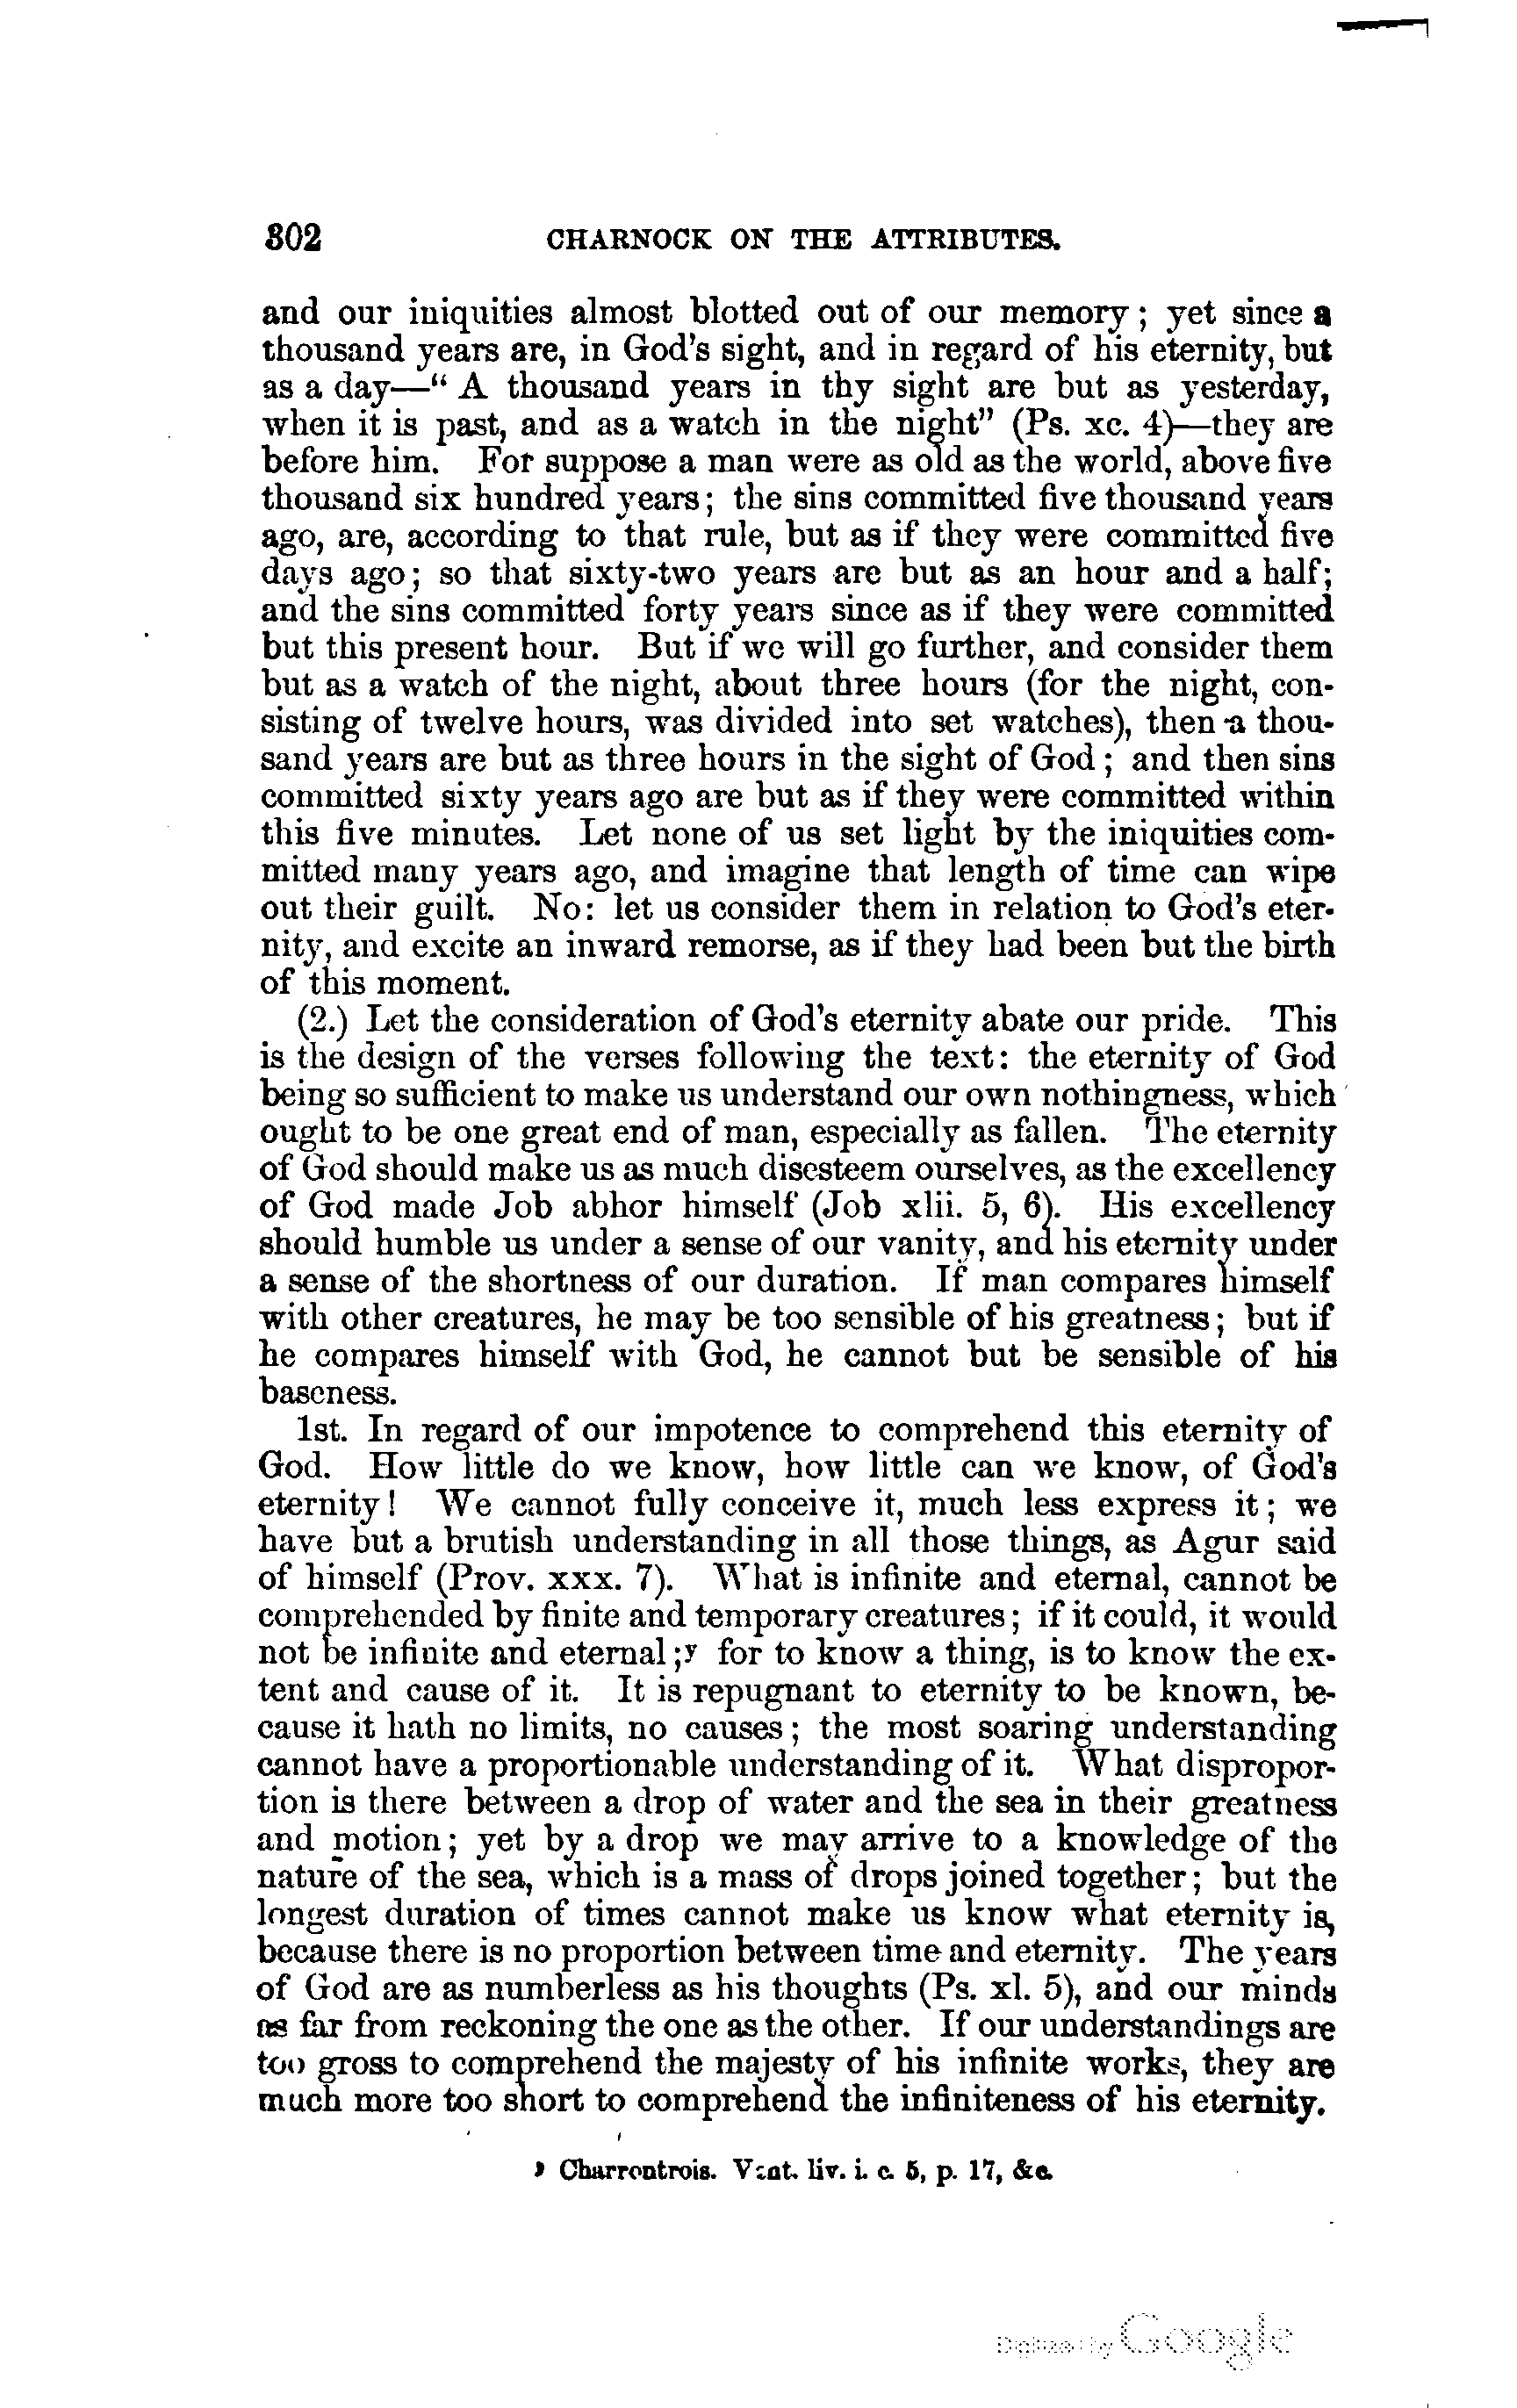 302 CHARNOCK ON THE ATTRIBUTES.
and our iniquities almost blotted out of our memory; yet since a
thousand years are, in God's sight, and in regard of his eternity, but
as a day—“ A thousand years in thy sight are but as yesterday,
when it is past, and as a watch in the night” (Ps. xc. 4)—they are
before him. For suppose a man were as old as the world, above five
thousand six hundred years; the sins committed five thousand years
ago, are, according to that rule, but as if they were committed five
days ago; so that sixty-two years are but as an hour and a half;
and the sins committed forty years since as if they were committed
but this present hour. But if we will go further, and consider them
but as a watch of the night, about three hours (for the night, con-
sisting of twelve hours, was divided into set watches), then a thou-
sand years are but as three hours in the sight of God; and then sins
committed sixty years ago are but as if they were committed within
this five minutes. Let none of us set light by the iniquities com-
mitted many years ago, and imagine that length of time can wipe
out their guilt. No: let us consider them in relation to God's eter-
nity, and excite an inward remorse, as if they had been but the birth
of this moment.
(2.) Let the consideration of God's eternity abate our pride. This
is the design of the verses following the text: the eternity of God
being so sufficient to make us understand our own nothingness, which
ought to be one great end of man, especially as fallen. The eternity
of God should make us as much disesteem ourselves, as the excellency
of God made Job abhor himself (Job xlii. 5, 6). His excellency
should humble us under a sense of our vanity, and his eternity under
a sense of the shortness of our duration. If man compares himself
with other creatures, he may be too sensible of his greatness; but if
he compares himself with God, he cannot but be sensible of his
baseness.
1st. In regard of our impotence to comprehend this eternity of
God. How little do we know, how little can we know, of God's
eternity! We cannot fully conceive it, much less express it; we
have but a brutish understanding in all those things, as Agur said
of himself (Prov. xxx. 7). What is infinite and eternal, cannot be
comprehended by finite and temporary creatures; if it could, it would
not be infinite and eternal;y for to know a thing, is to know the ex-
tent and cause of it. It is repugnant to eternity to be known, be-
cause it hath no limits, no causes; the most soaring understanding
cannot have a proportionable understanding of it. What dispropor-
tion is there between a drop of water and the sea in their greatness
and motion; yet by a drop we may arrive to a knowledge of the
nature of the sea, which is a mass of drops joined together; but the
longest duration of times cannot make us know what eternity is,
because there is no proportion between time and eternity. The years
of God are as numberless as his thoughts (Ps. xl. 5), and our minds
as far from reckoning the one as the other. If our understandings are
too gross to comprehend the majesty of his infinite works, they are
much more too short to comprehend the infiniteness of his eternity.
y Charrontrois. Vint. liv. i. c. 5, p. 17, &c.
Digitized by Google